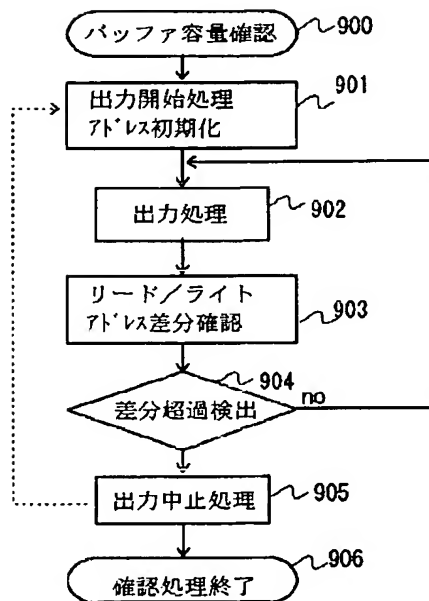 バッファ容量確認
900
出力開始処理
アドレス初期化
901
出力処理
902
リード/ライト
アドレス差分確認
903
904
差分超過検出
no
出力中止処理
905
906
確認処理終了